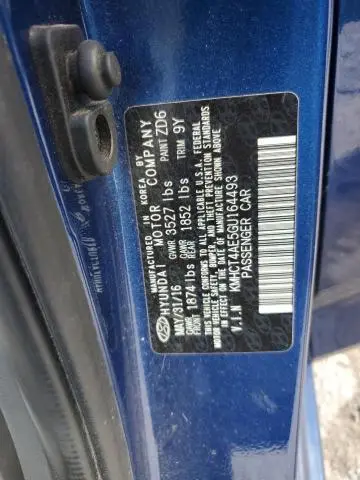 MANUFACTURED IN KOREA BY
HYUNDAI MOTOR COMPANY
MAY/31/16 GVWR 3527 lbs PAINT ZD6
GAWR FRONT 1874lbs GAWR REAR 1852 lbs TRIM 9Y
THIS VEHICLE CONFORMS TO ALL APPLICABLE U.S.A. FEDERAL
MOTOR VEHICLE SAFETY, BUMPER, AND THEFT PREVENTION STANDARDS
IN EFFECT ON THE DATE OF MANUFACTURE SHOWN ABOVE.
V.I.N KMHCT4AE5GU164493
PASSENGER CAR